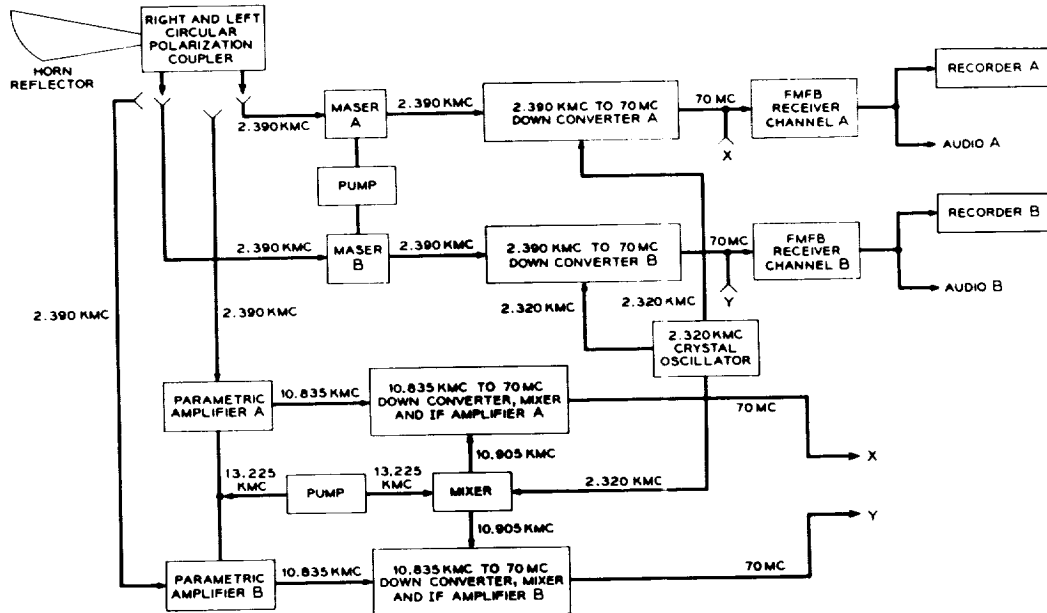 RIGHT AND LEFT
CIRCULAR
POLARIZATION
COUPLER
HORN
REFLECTOR
2.390 KMC
MASER
A
2.390 KMC
2.390 KMC TO 70 MC
DOWN CONVERTER A
70 MC
X
FMFB
RECEIVER
CHANNEL A
RECORDER A
AUDIO A
PUMP
2.390 KMC
MASER
B
2.390 KMC
2.390 KMC TO 70 MC
DOWN CONVERTER B
70 MC
Y
FMFB
RECEIVER
CHANNEL B
RECORDER B
AUDIO B
2.390 KMC
2.390 KMC
2.320 KMC
2.320 KMC
2.320 KMC
CRYSTAL
OSCILLATOR
PARAMETRIC
AMPLIFIER A
10.835 KMC
10.835 KMC TO 70 MC
DOWN CONVERTER, MIXER
AND IF AMPLIFIER A
70 MC
X
10.905 KMC
13.225
KMC
PUMP
13.225
KMC
MIXER
2.320 KMC
10.905 KMC
Y
PARAMETRIC
AMPLIFIER B
10.835 KMC
10.835 KMC TO 70 MC
DOWN CONVERTER, MIXER
AND IF AMPLIFIER B
70 MC